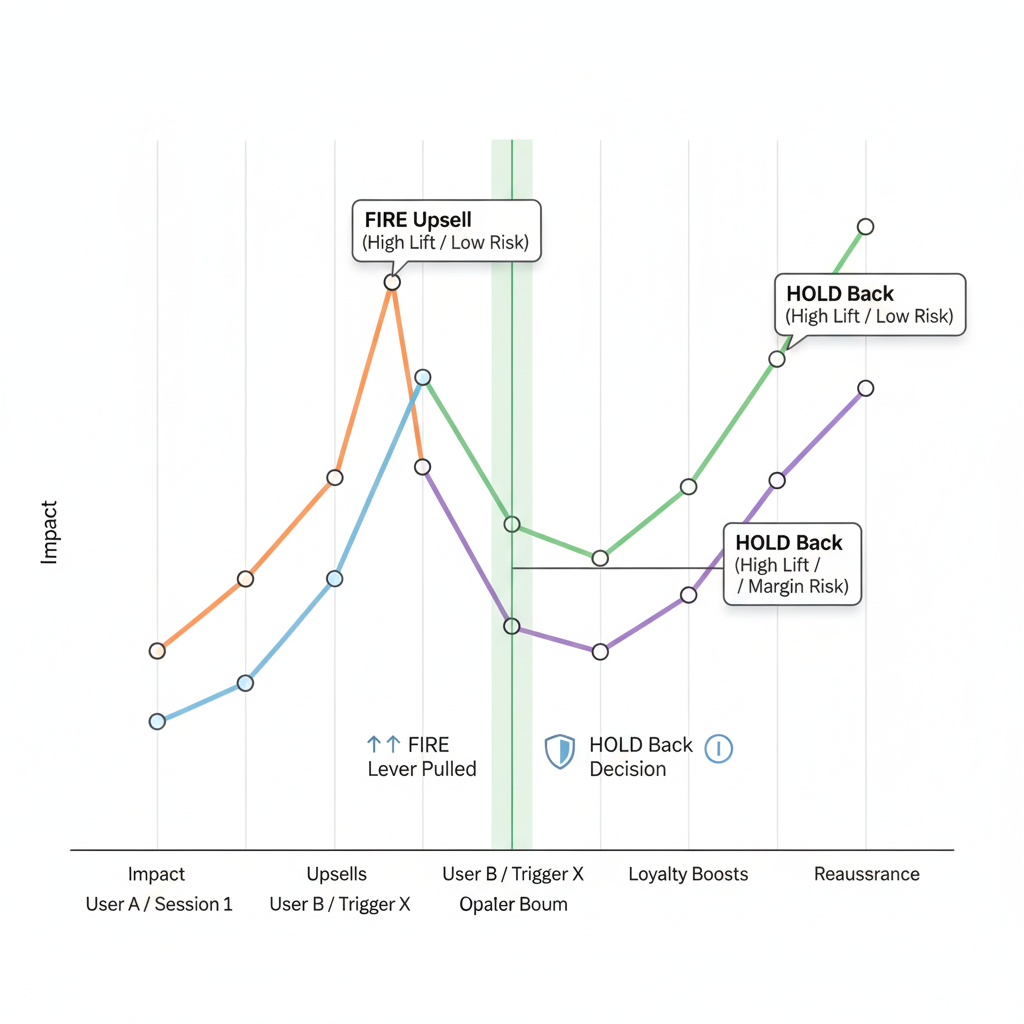 FIRE Upsell
(High Lift / Low Risk)
HOLD Back
(High Lift / Low Risk)
Impact
HOLD Back
(High Lift /
/ Margin Risk)
↑↑ FIRE
Lever Pulled
HOLD Back
Decision
Impact
User A / Session 1
Upsells
User B / Trigger X
User B / Trigger X
Opaler Boum
Loyalty Boosts
Reaussrance